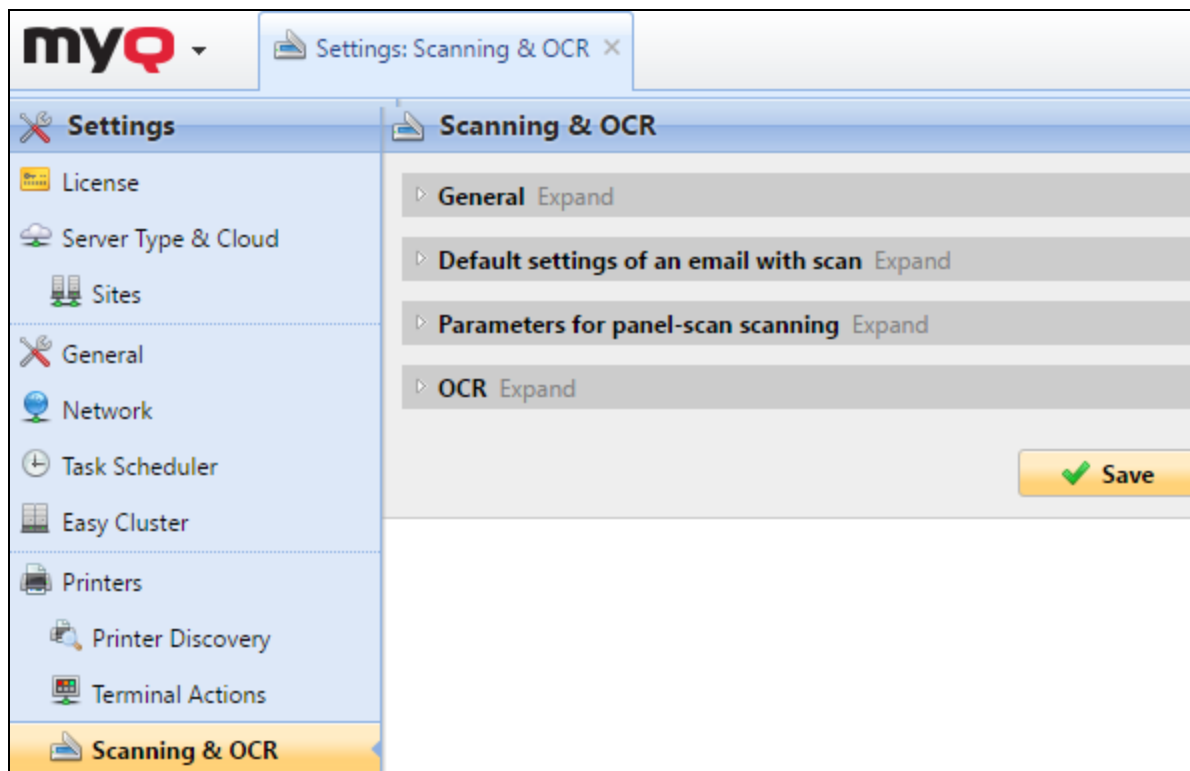 myQ
Settings: Scanning & OCR
Settings
License
Server Type & Cloud
Sites
General
Network
Task Scheduler
Easy Cluster
Printers
Printer Discovery
Terminal Actions
Scanning & OCR
Scanning & OCR
General Expand
Default settings of an email with scan Expand
Parameters for panel-scan scanning Expand
OCR Expand
Save